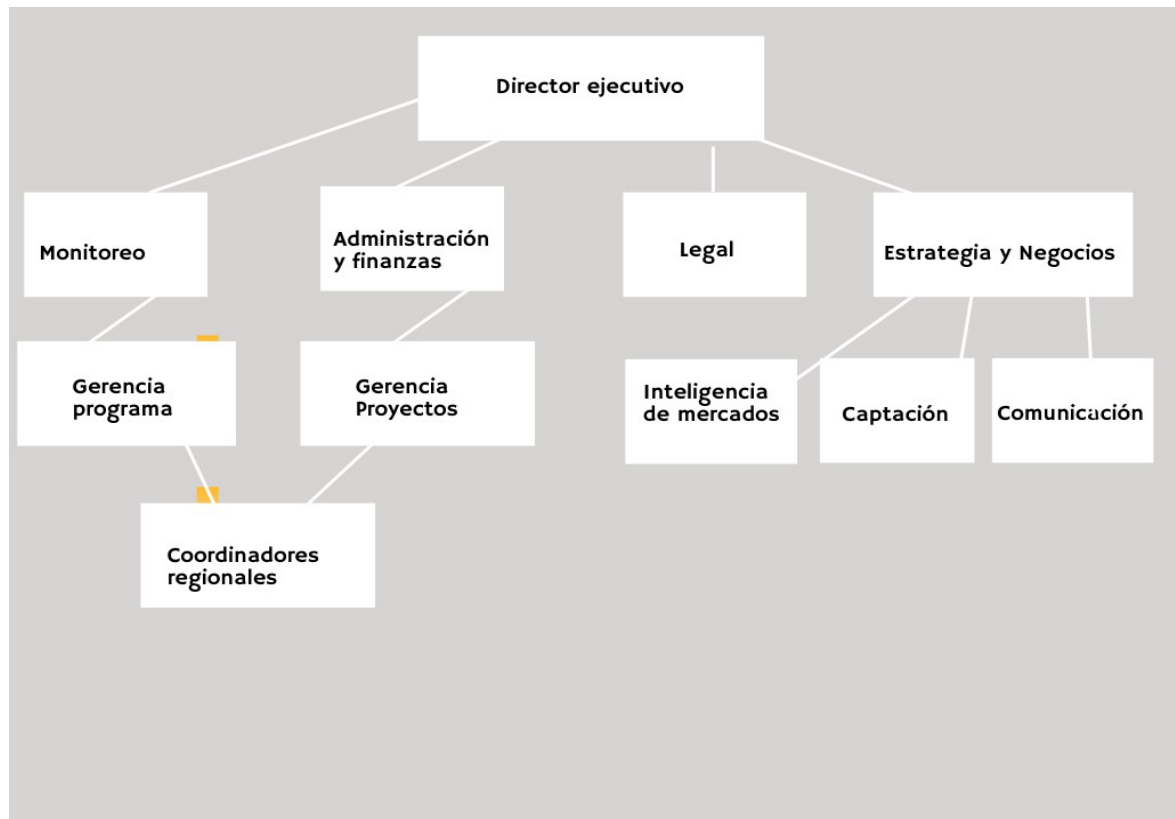 Director ejecutivo
Monitoreo
Administración
y finanzas
Legal
Estrategia y Negocios
Gerencia
programa
Gerencia
Proyectos
Inteligencia
de mercados
Captación
Comunicación
Coordinadores
regionales